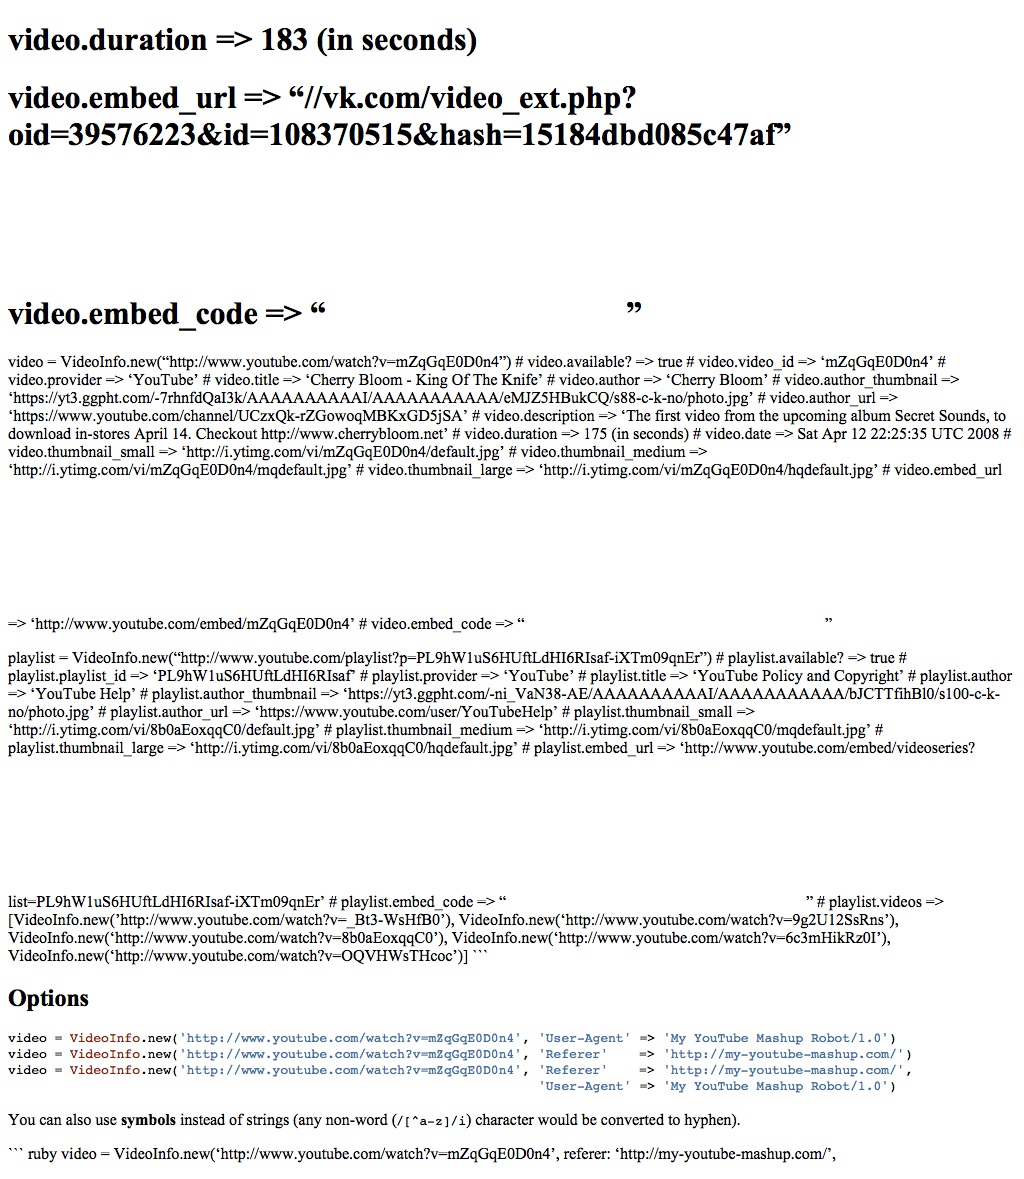 video.duration => 183 (in seconds)
video.embed_url => “//vk.com/video_ext.php?
oid=39576223&id=108370515&hash=15184dbd085c47af”
video.embed_code => “ ”
video = VideoInfo.new(“http://www.youtube.com/watch?v=mZqGqE0D0n4”) # video.available? => true # video.video_id => ‘mZqGqE0D0n4’ #
video.provider => ‘YouTube’ # video.title => ‘Cherry Bloom - King Of The Knife’ # video.author => ‘Cherry Bloom’ # video.author_thumbnail =>
‘https://yt3.ggpht.com/-7rhnfdQaI3k/AAAAAAAAAAI/AAAAAAAAAAA/eMJZ5HBukCQ/s88-c-k-no/photo.jpg’ # video.author_url =>
‘https://www.youtube.com/channel/UCzxQk-rZGowoqMBKxGD5jSA’ # video.description => ‘The first video from the upcoming album Secret Sounds, to
download in-stores April 14. Checkout http://www.cherrybloom.net’ # video.duration => 175 (in seconds) # video.date => Sat Apr 12 22:25:35 UTC 2008 #
video.thumbnail_small => ‘http://i.ytimg.com/vi/mZqGqE0D0n4/default.jpg’ # video.thumbnail_medium =>
‘http://i.ytimg.com/vi/mZqGqE0D0n4/mqdefault.jpg’ # video.thumbnail_large => ‘http://i.ytimg.com/vi/mZqGqE0D0n4/hqdefault.jpg’ # video.embed_url
=> ‘http://www.youtube.com/embed/mZqGqE0D0n4’ # video.embed_code => “ ”
playlist = VideoInfo.new(“http://www.youtube.com/playlist?p=PL9hW1uS6HUftLdHI6RIsaf-iXTm09qnEr”) # playlist.available? => true #
playlist.playlist_id => ‘PL9hW1uS6HUftLdHI6RIsaf’ # playlist.provider => ‘YouTube’ # playlist.title => ‘YouTube Policy and Copyright’ # playlist.author
=> ‘YouTube Help’ # playlist.author_thumbnail => ‘https://yt3.ggpht.com/-ni_VaN38-AE/AAAAAAAAAAI/AAAAAAAAAAA/bJCTTfihBl0/s100-c-k-
no/photo.jpg’ # playlist.author_url => ‘https://www.youtube.com/user/YouTubeHelp’ # playlist.thumbnail_small =>
‘http://i.ytimg.com/vi/8b0aEoxqqC0/default.jpg’ # playlist.thumbnail_medium => ‘http://i.ytimg.com/vi/8b0aEoxqqC0/mqdefault.jpg’ #
playlist.thumbnail_large => ‘http://i.ytimg.com/vi/8b0aEoxqqC0/hqdefault.jpg’ # playlist.embed_url => ‘http://www.youtube.com/embed/videoseries?
list=PL9hW1uS6HUftLdHI6RIsaf-iXTm09qnEr’ # playlist.embed_code => “ ” # playlist.videos =>
[VideoInfo.new(’http://www.youtube.com/watch?v=_Bt3-WsHfB0’), VideoInfo.new(‘http://www.youtube.com/watch?v=9g2U12SsRns’),
VideoInfo.new(‘http://www.youtube.com/watch?v=8b0aEoxqqC0’), VideoInfo.new(‘http://www.youtube.com/watch?v=6c3mHikRz0I’),
VideoInfo.new(‘http://www.youtube.com/watch?v=OQVHWsTHcoc’)] ```
Options
video = VideoInfo.new('http://www.youtube.com/watch?v=mZqGqE0D0n4', 'User-Agent' => 'My YouTube Mashup Robot/1.0')
video = VideoInfo.new('http://www.youtube.com/watch?v=mZqGqE0D0n4', 'Referer' => 'http://my-youtube-mashup.com/')
video = VideoInfo.new('http://www.youtube.com/watch?v=mZqGqE0D0n4', 'Referer' => 'http://my-youtube-mashup.com/',
'User-Agent' => 'My YouTube Mashup Robot/1.0')
You can also use symbols instead of strings (any non-word (/[^a-z]/i) character would be converted to hyphen).
``` ruby video = VideoInfo.new(‘http://www.youtube.com/watch?v=mZqGqE0D0n4’, referer: ‘http://my-youtube-mashup.com/’,